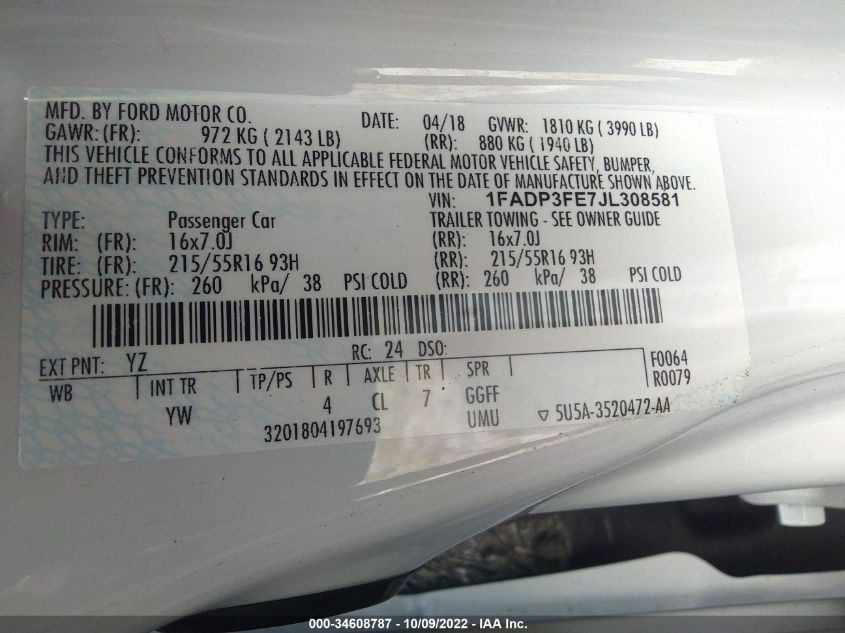 MFD. BY FORD MOTOR CO. DATE: 04/18 GVWR: 1810 KG ( 3990 LB)
GAWR:(FR): 972 KG ( 2143 LB) (RR): 880 KG ( 1940 LB)
THIS VEHICLE CONFORMS TO ALL APPLICABLE FEDERAL MOTOR VEHICLE SAFETY, BUMPER,
AND THEFT PREVENTION STANDARDS IN EFFECT ON THE DATE OF MANUFACTURE SHOWN ABOVE.
VIN: 1FADP3FE7JL308581
TYPE: Passenger Car TRAILER TOWING - SEE OWNER GUIDE
RIM: (FR): 16x7.0J (RR): 16x7.0J
TIRE: (FR): 215/55R16 93H (RR): 215/55R16 93H
PRESSURE: (FR): 260 kPa/ 38 PSI COLD (RR): 260 kPa/ 38 PSI COLD
EXT PNT: YZ RC: 24 DSO: F0064
WB INT TR TP/PS R AXLE TR SPR R0079
YW 4 CL 7 GGFF
3201804197693 UMU ▽ 5U5A-3520472-AA
000-34608787 - 10/09/2022 - IAA Inc.